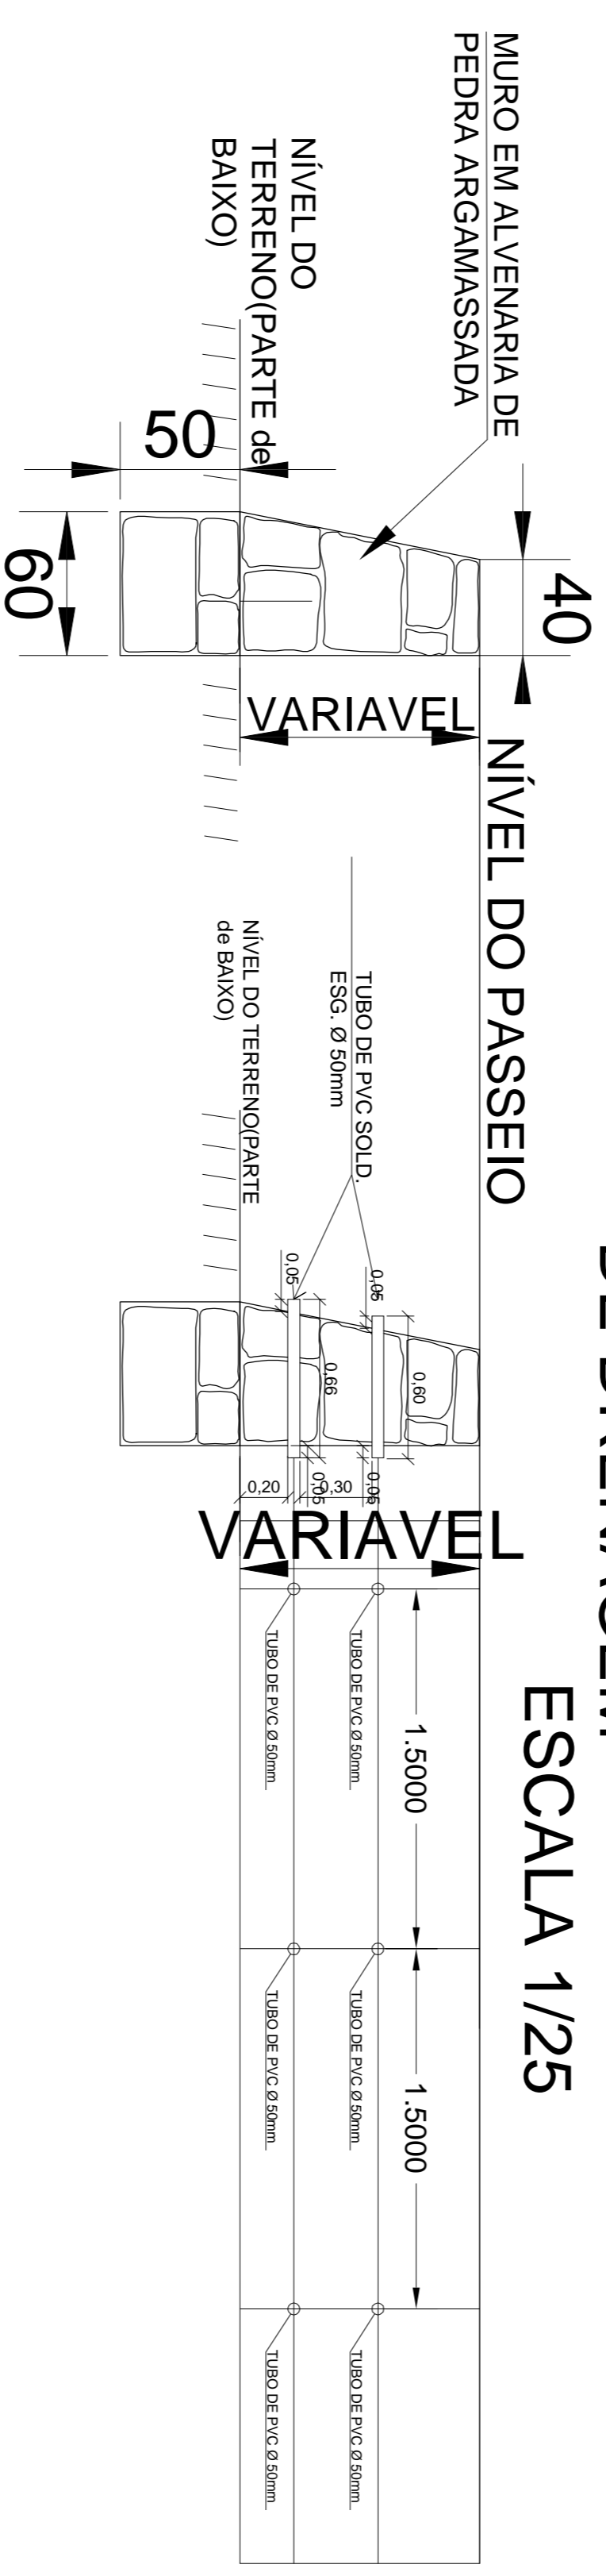 MURO EM ALVENARIA DE
PEDRA ARGAMASSADA
NÍVEL DO
TERRENO(PARTE de
BAIXO)
50
60
40
VARIAVEL
NÍVEL DO PASSEIO
NÍVEL DO TERRENO(PARTE
de BAIXO)
TUBO DE PVC SOLD.
ESG. Ø 50mm
0,05
0,05
0,66
0,60
0,20
0,05
0,30
0,05
VARIAVEL
DE DRENAGEM
ESCALA 1/25
1.5000
1.5000
TUBO DE PVC Ø 50mm
TUBO DE PVC Ø 50mm
TUBO DE PVC Ø 50mm
TUBO DE PVC Ø 50mm
TUBO DE PVC Ø 50mm
TUBO DE PVC Ø 50mm